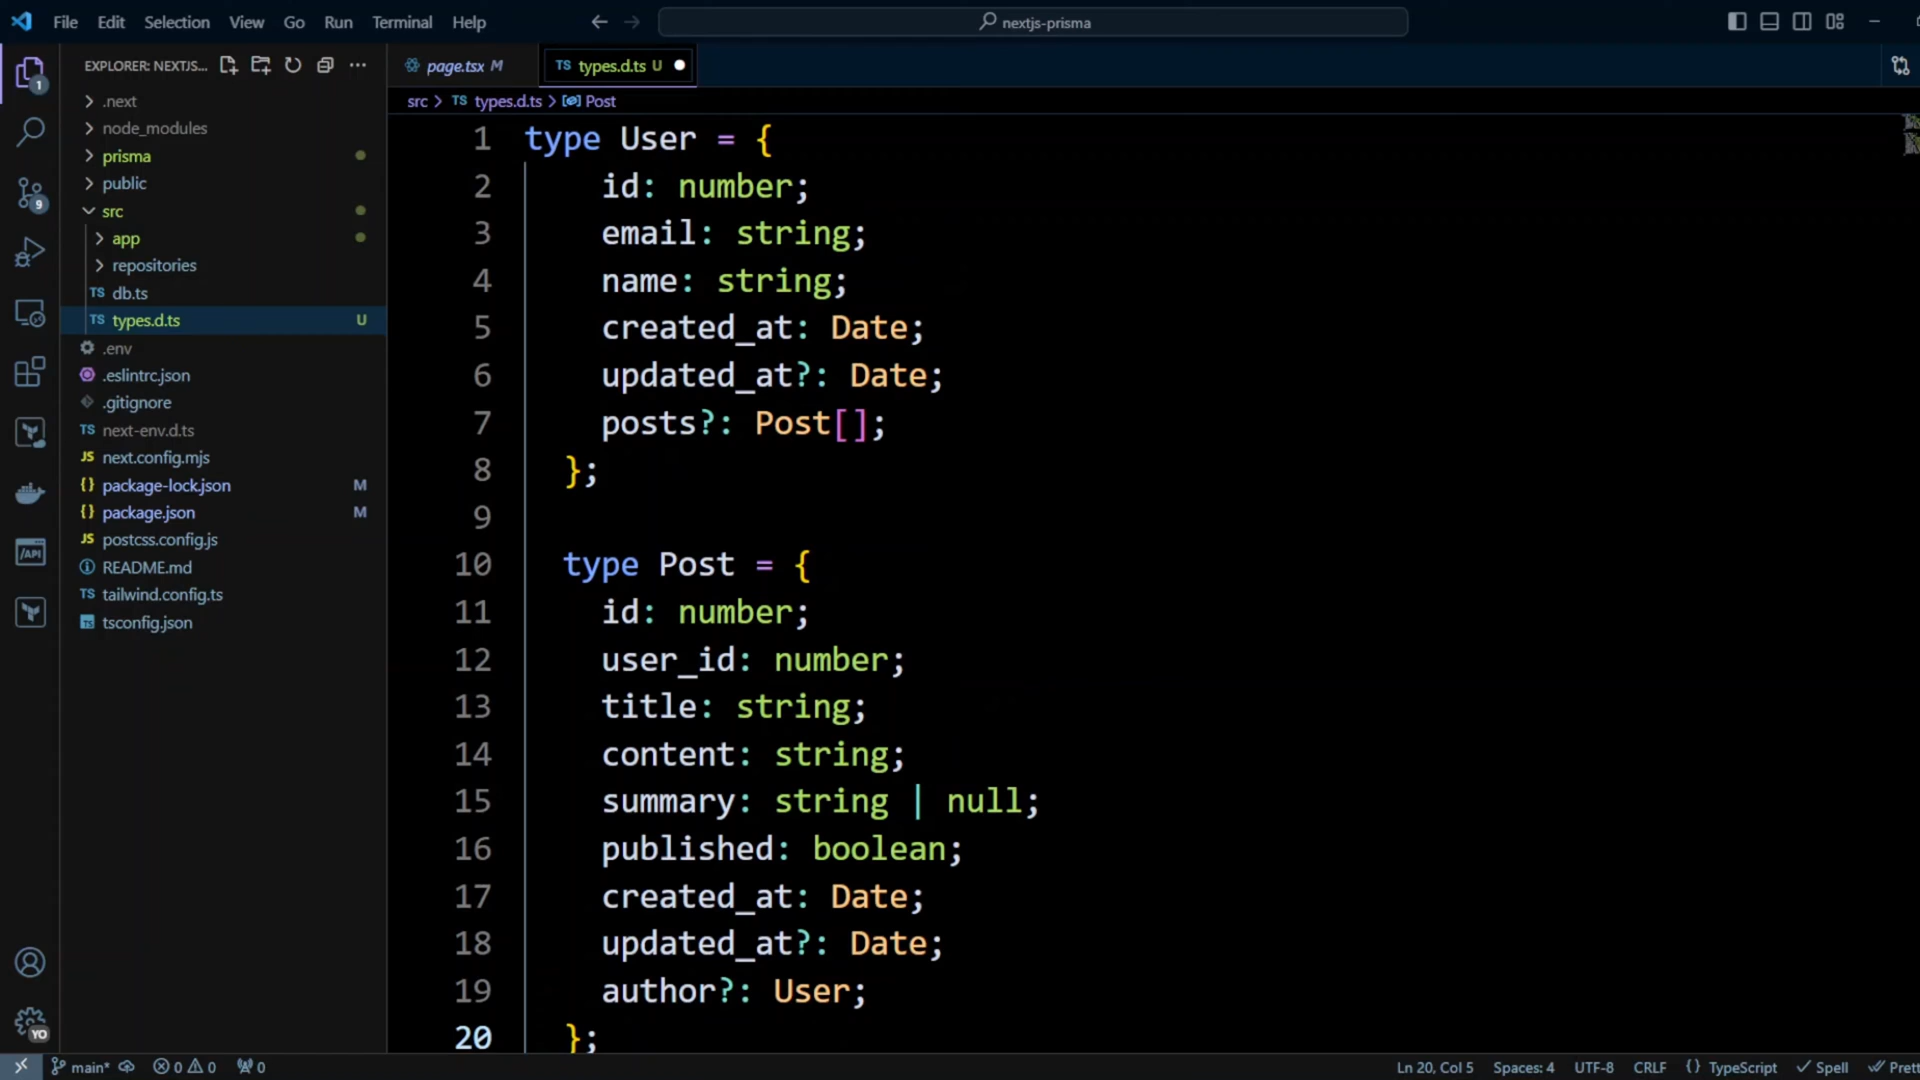 File Edit Selection View Go Run Terminal Help
nextjs-prisma
EXPLORER: NEXTJS...
page.tsx M
TS types.d.ts U
src > TS types.d.ts > Post
1
9
YO
.next
node_modules
prisma
public
src
app
repositories
TS db.ts
TS types.d.ts U
.env
.eslintrc.json
.gitignore
TS next-env.d.ts
JS next.config.mjs
{} package-lock.json M
{} package.json M
JS postcss.config.js
README.md
TS tailwind.config.ts
TS tsconfig.json
/API
1 type User = {
2 id: number;
3 email: string;
4 name: string;
5 created_at: Date;
6 updated_at?: Date;
7 posts?: Post[];
8 };
9
10 type Post = {
11 id: number;
12 user_id: number;
13 title: string;
14 content: string;
15 summary: string | null;
16 published: boolean;
17 created_at: Date;
18 updated_at?: Date;
19 author?: User;
20 };
main* 0 0 0
Ln 20, Col 5 Spaces: 4 UTF-8 CRLF {} TypeScript Spell Prett